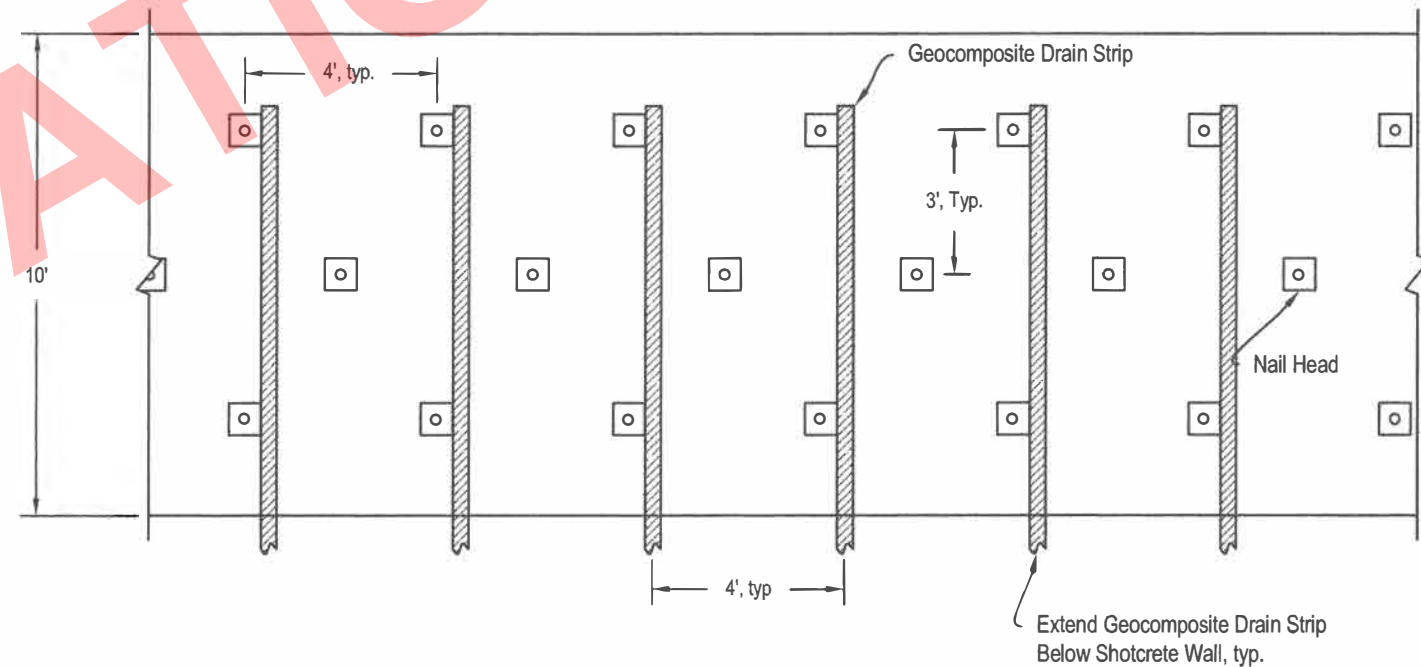 ATIO
4', typ.
Geocomposite Drain Strip
3', Typ.
10'
Nail Head
4', typ
Extend Geocomposite Drain Strip
Below Shotcrete Wall, typ.